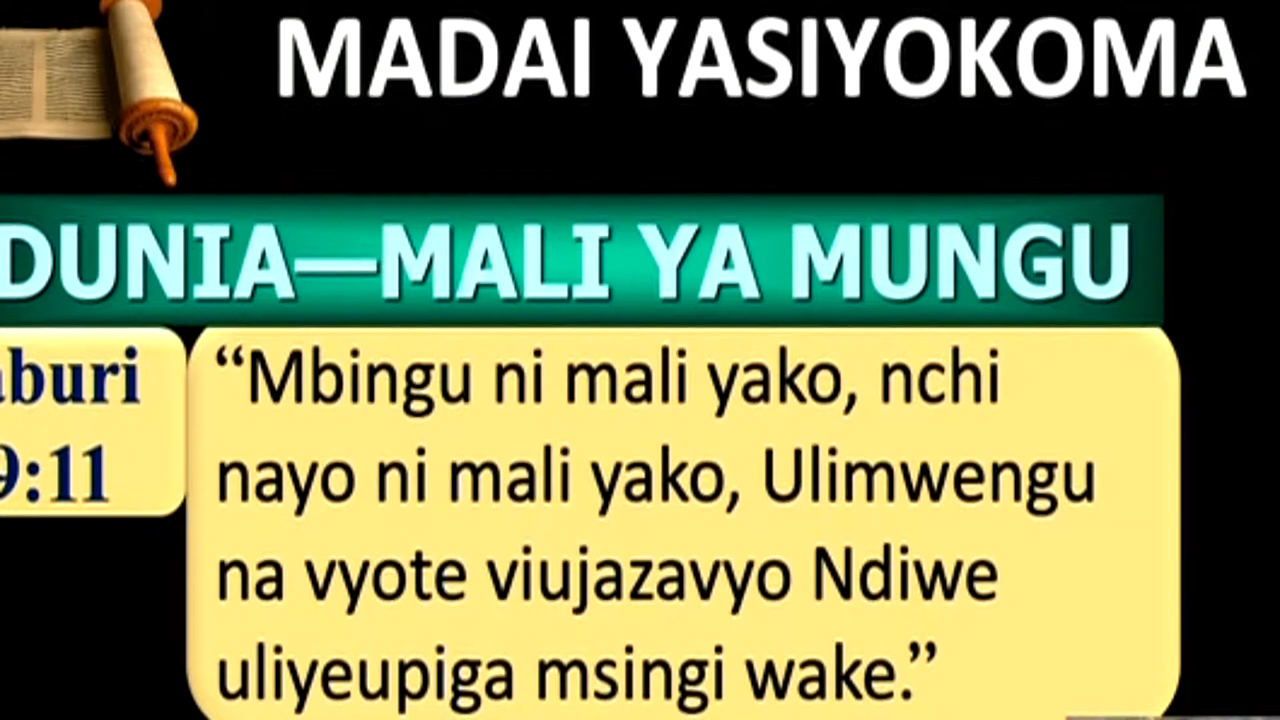 MADAI YASIYOKOMA
DUNIA—MALI YA MUNGU
aburi
9:11
“Mbingu ni mali yako, nchi
nayo ni mali yako, Ulimwengu
na vyote viujazavyo Ndiwe
uliyeupiga msingi wake.”